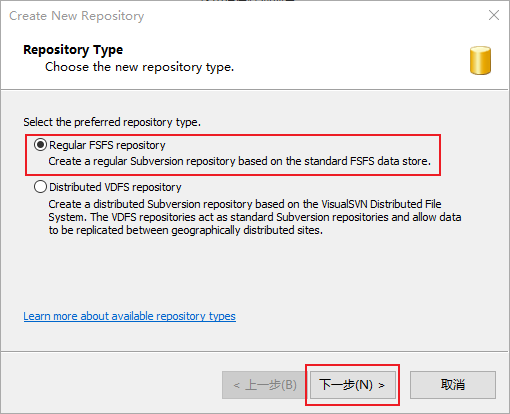 Create New Repository
Repository Type
Choose the new repository type.
Select the preferred repository type.
Regular FSFS repository
Create a regular Subversion repository based on the standard FSFS data store.
Distributed VDFS repository
Create a distributed Subversion repository based on the VisualSVN Distributed File
System. The VDFS repositories act as standard Subversion repositories and allow data
to be replicated between geographically distributed sites.
Learn more about available repository types
< 上一步(B)
下一步(N) >
取消